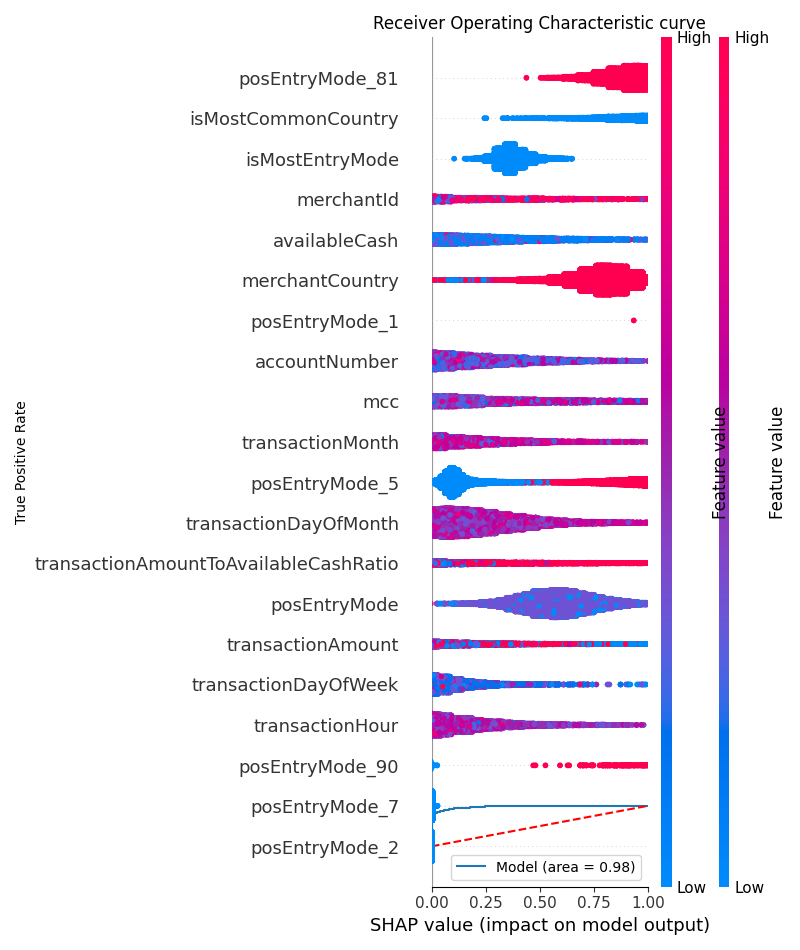 Receiver Operating Characteristic curve
High
High
posEntryMode_81
isMostCommonCountry
isMostEntryMode
merchantId
availableCash
merchantCountry
posEntryMode_1
accountNumber
mcc
transactionMonth
posEntryMode_5
transactionDayOfMonth
transactionAmountToAvailableCashRatio
posEntryMode
transactionAmount
transactionDayOfWeek
transactionHour
posEntryMode_90
posEntryMode_7
posEntryMode_2
True Positive Rate
Feature value
Feature value
Model (area = 0.98)
Low
Low
0.00 0.25 0.50 0.75 1.00
SHAP value (impact on model output)